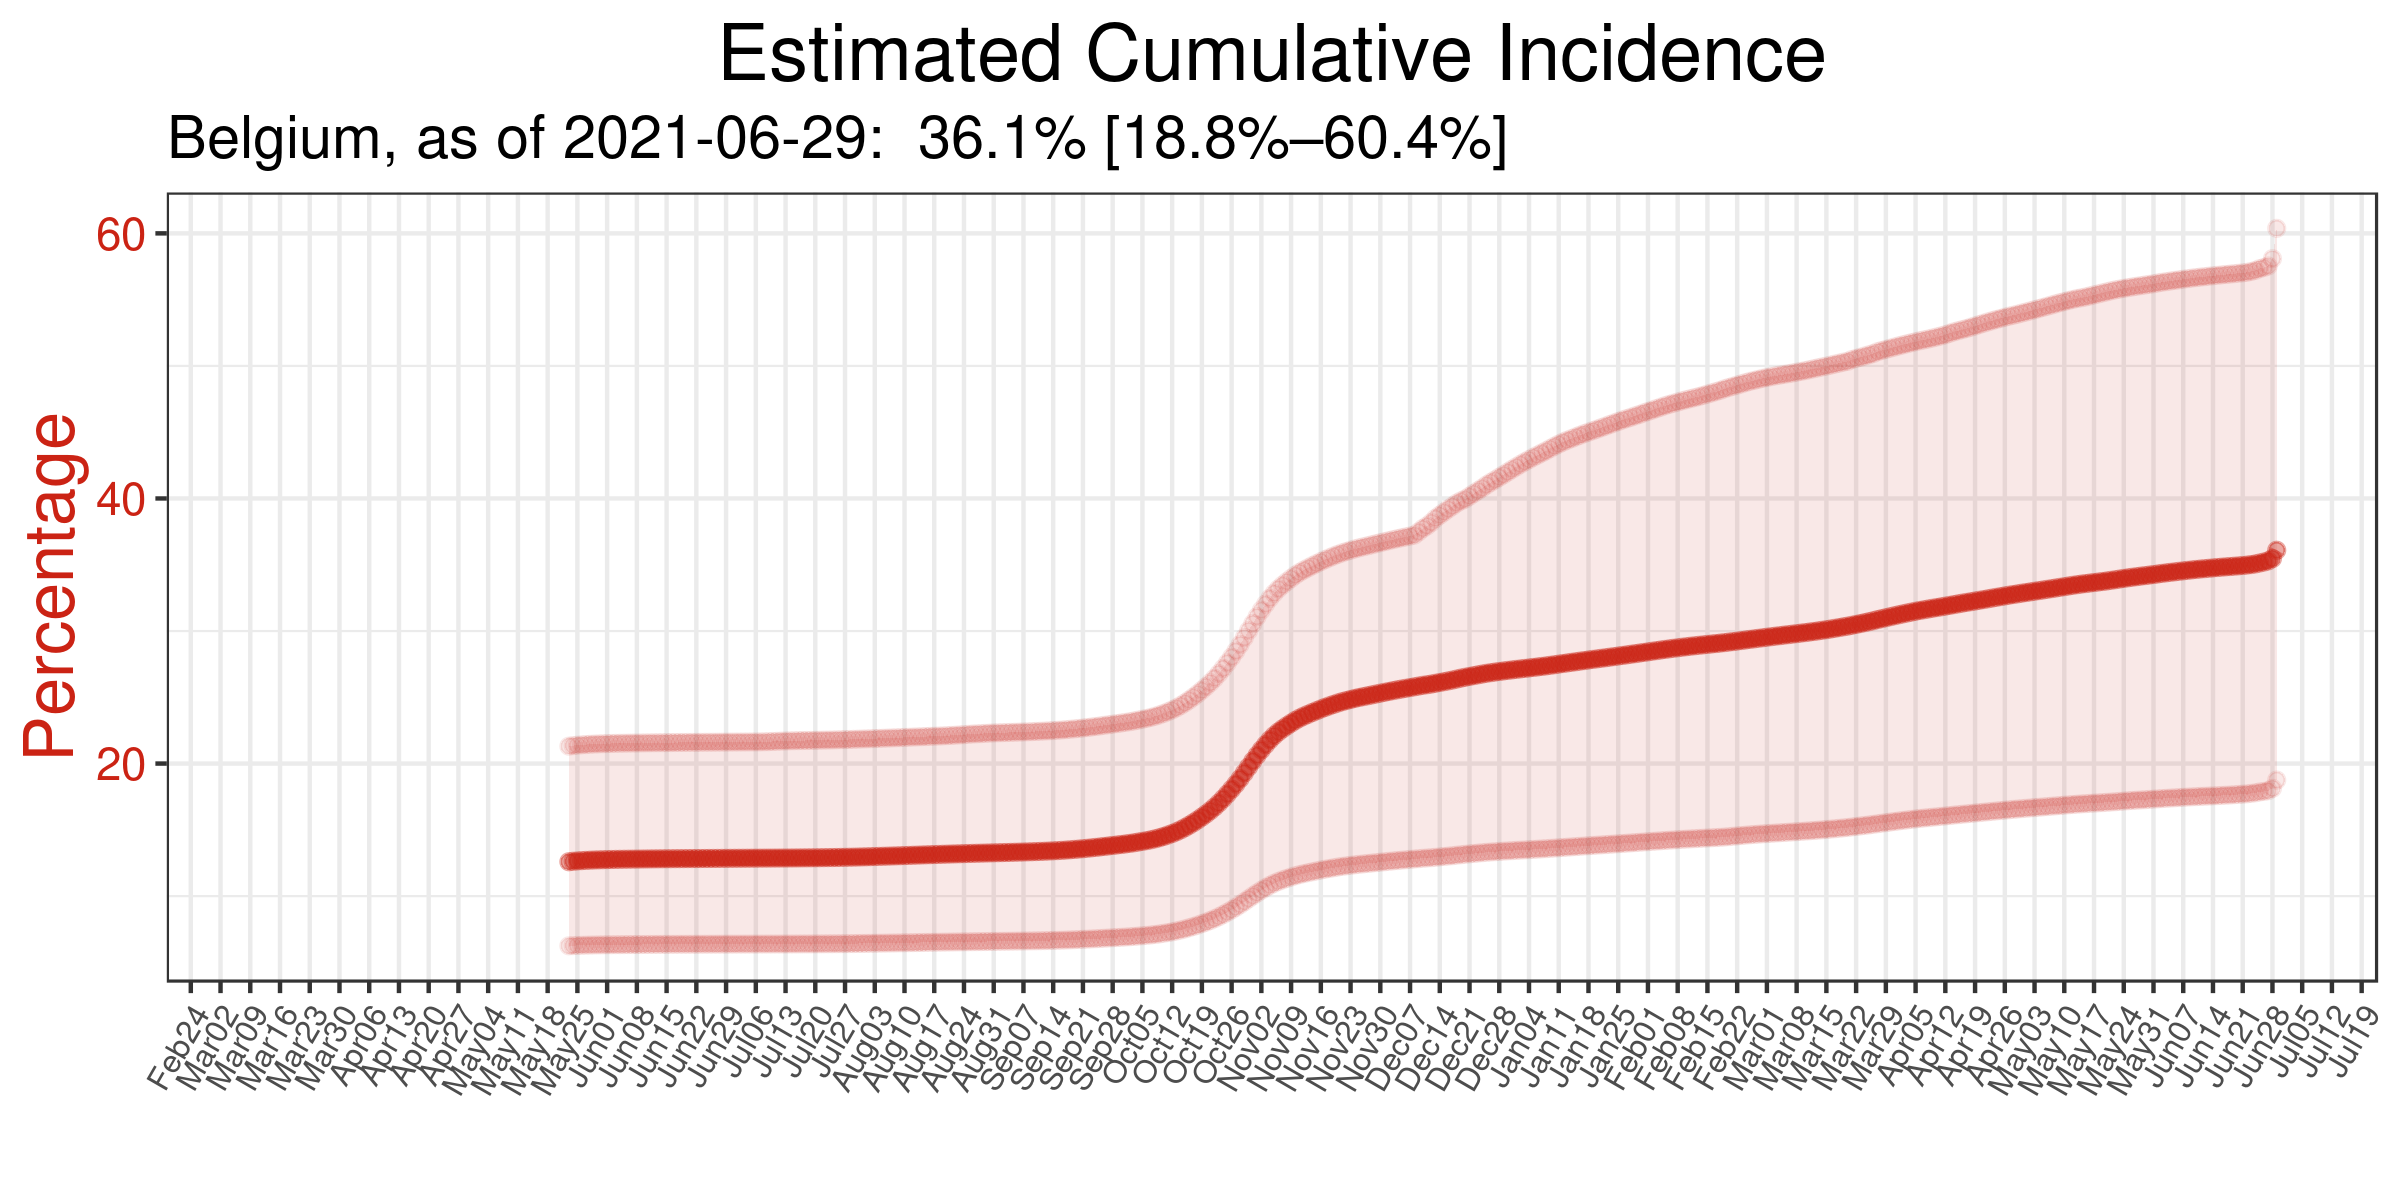 Estimated Cumulative Incidence
Belgium, as of 2021-06-29:  36.1% [18.8%–60.4%]
Percentage
60
40
20
Feb24 Mar02 Mar09 Mar16 Mar23 Mar30 Apr06 Apr13 Apr20 Apr27 May04 May11 May18 May25 Jun01 Jun08 Jun15 Jun22 Jun29 Jul06 Jul13 Jul20 Jul27 Aug03 Aug10 Aug17 Aug24 Aug31 Sep07 Sep14 Sep21 Sep28 Oct05 Oct12 Oct19 Oct26 Nov02 Nov09 Nov16 Nov23 Nov30 Dec07 Dec14 Dec21 Dec28 Jan04 Jan11 Jan18 Jan25 Feb01 Feb08 Feb15 Feb22 Mar01 Mar08 Mar15 Mar22 Mar29 Apr05 Apr12 Apr19 Apr26 May03 May10 May17 May24 May31 Jun07 Jun14 Jun21 Jun28 Jul05 Jul12 Jul19